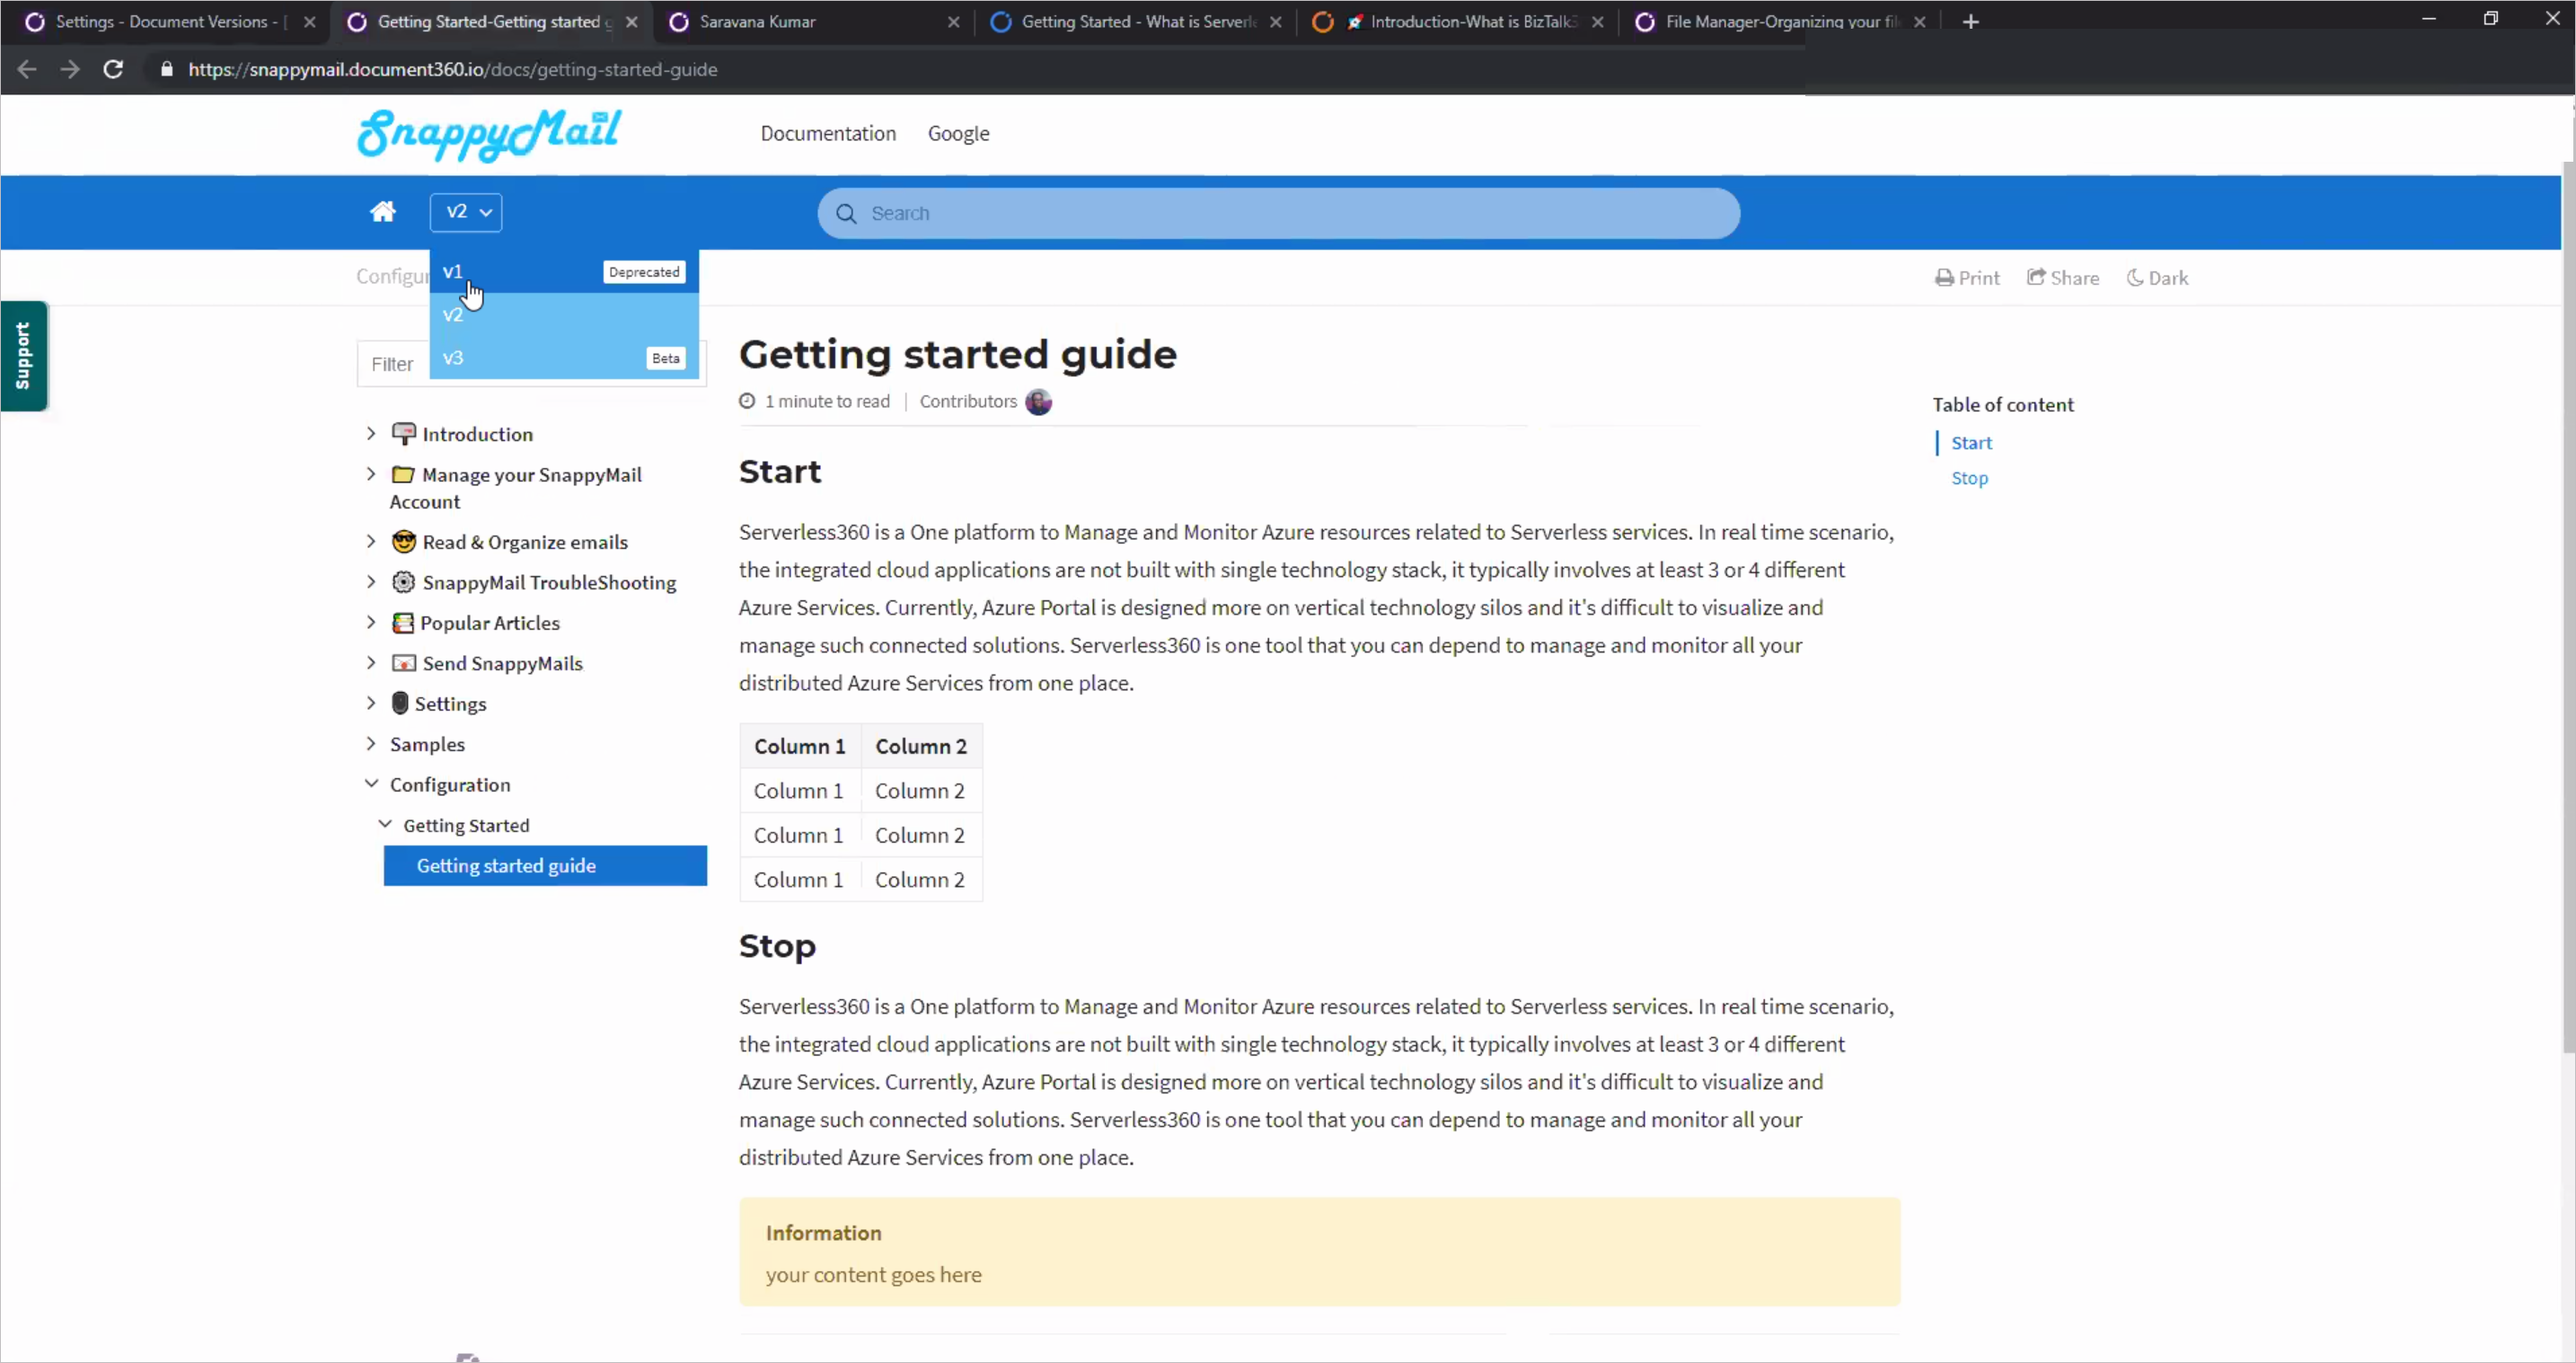 Settings - Document Versions - [
Getting Started-Getting started g
Saravana Kumar
Getting Started - What is Serverle
Introduction-What is BizTalk3
File Manager-Organizing your fil
https://snappymail.document360.io/docs/getting-started-guide
SnappyMail
Documentation
Google
v2
Search
v1
Deprecated
v2
v3
Beta
Configur
Print
Share
Dark
Support
Filter
Introduction
Manage your SnappyMail
Account
Read & Organize emails
SnappyMail TroubleShooting
Popular Articles
Send SnappyMails
Settings
Samples
Configuration
Getting Started
Getting started guide
Getting started guide
1 minute to read | Contributors
Start
Serverless360 is a One platform to Manage and Monitor Azure resources related to Serverless services. In real time scenario,
the integrated cloud applications are not built with single technology stack, it typically involves at least 3 or 4 different
Azure Services. Currently, Azure Portal is designed more on vertical technology silos and it's difficult to visualize and
manage such connected solutions. Serverless360 is one tool that you can depend to manage and monitor all your
distributed Azure Services from one place.
Column 1 Column 2
Column 1 Column 2
Column 1 Column 2
Column 1 Column 2
Stop
Serverless360 is a One platform to Manage and Monitor Azure resources related to Serverless services. In real time scenario,
the integrated cloud applications are not built with single technology stack, it typically involves at least 3 or 4 different
Azure Services. Currently, Azure Portal is designed more on vertical technology silos and it's difficult to visualize and
manage such connected solutions. Serverless360 is one tool that you can depend to manage and monitor all your
distributed Azure Services from one place.
Information
your content goes here
Table of content
Start
Stop